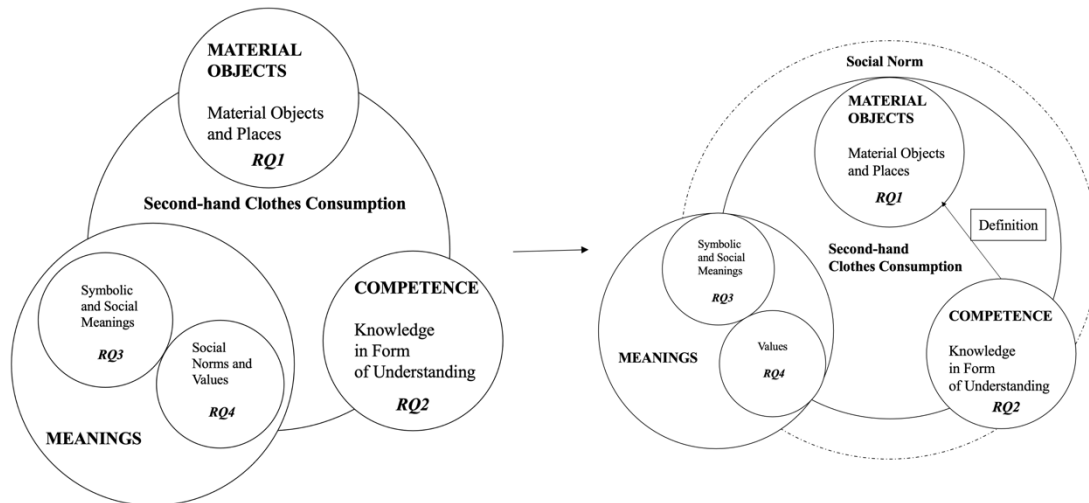 MATERIAL
OBJECTS
Material Objects
and Places
RQ1
Second-hand Clothes Consumption
Symbolic
and Social
Meanings
RQ3
Social
Norms and
Values
RQ4
MEANINGS
COMPETENCE
Knowledge
in Form
of Understanding
RQ2
Social Norm
MATERIAL
OBJECTS
Material Objects
and Places
RQ1
Definition
Second-hand
Clothes Consumption
Symbolic
and Social
Meanings
RQ3
Values
RQ4
MEANINGS
COMPETENCE
Knowledge
in Form
of Understanding
RQ2